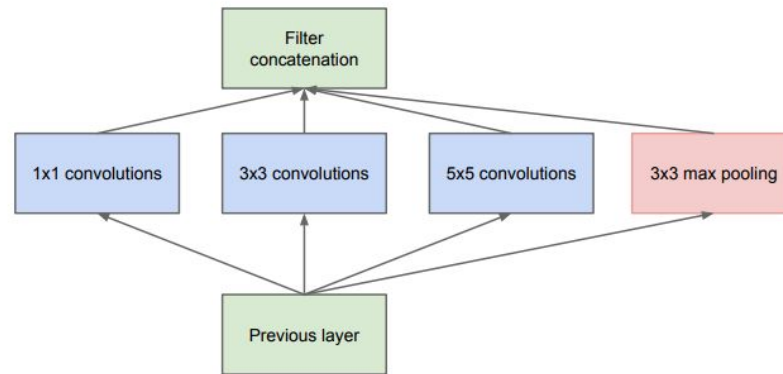 Filter
concatenation
1x1 convolutions
3x3 convolutions
5x5 convolutions
3x3 max pooling
Previous layer